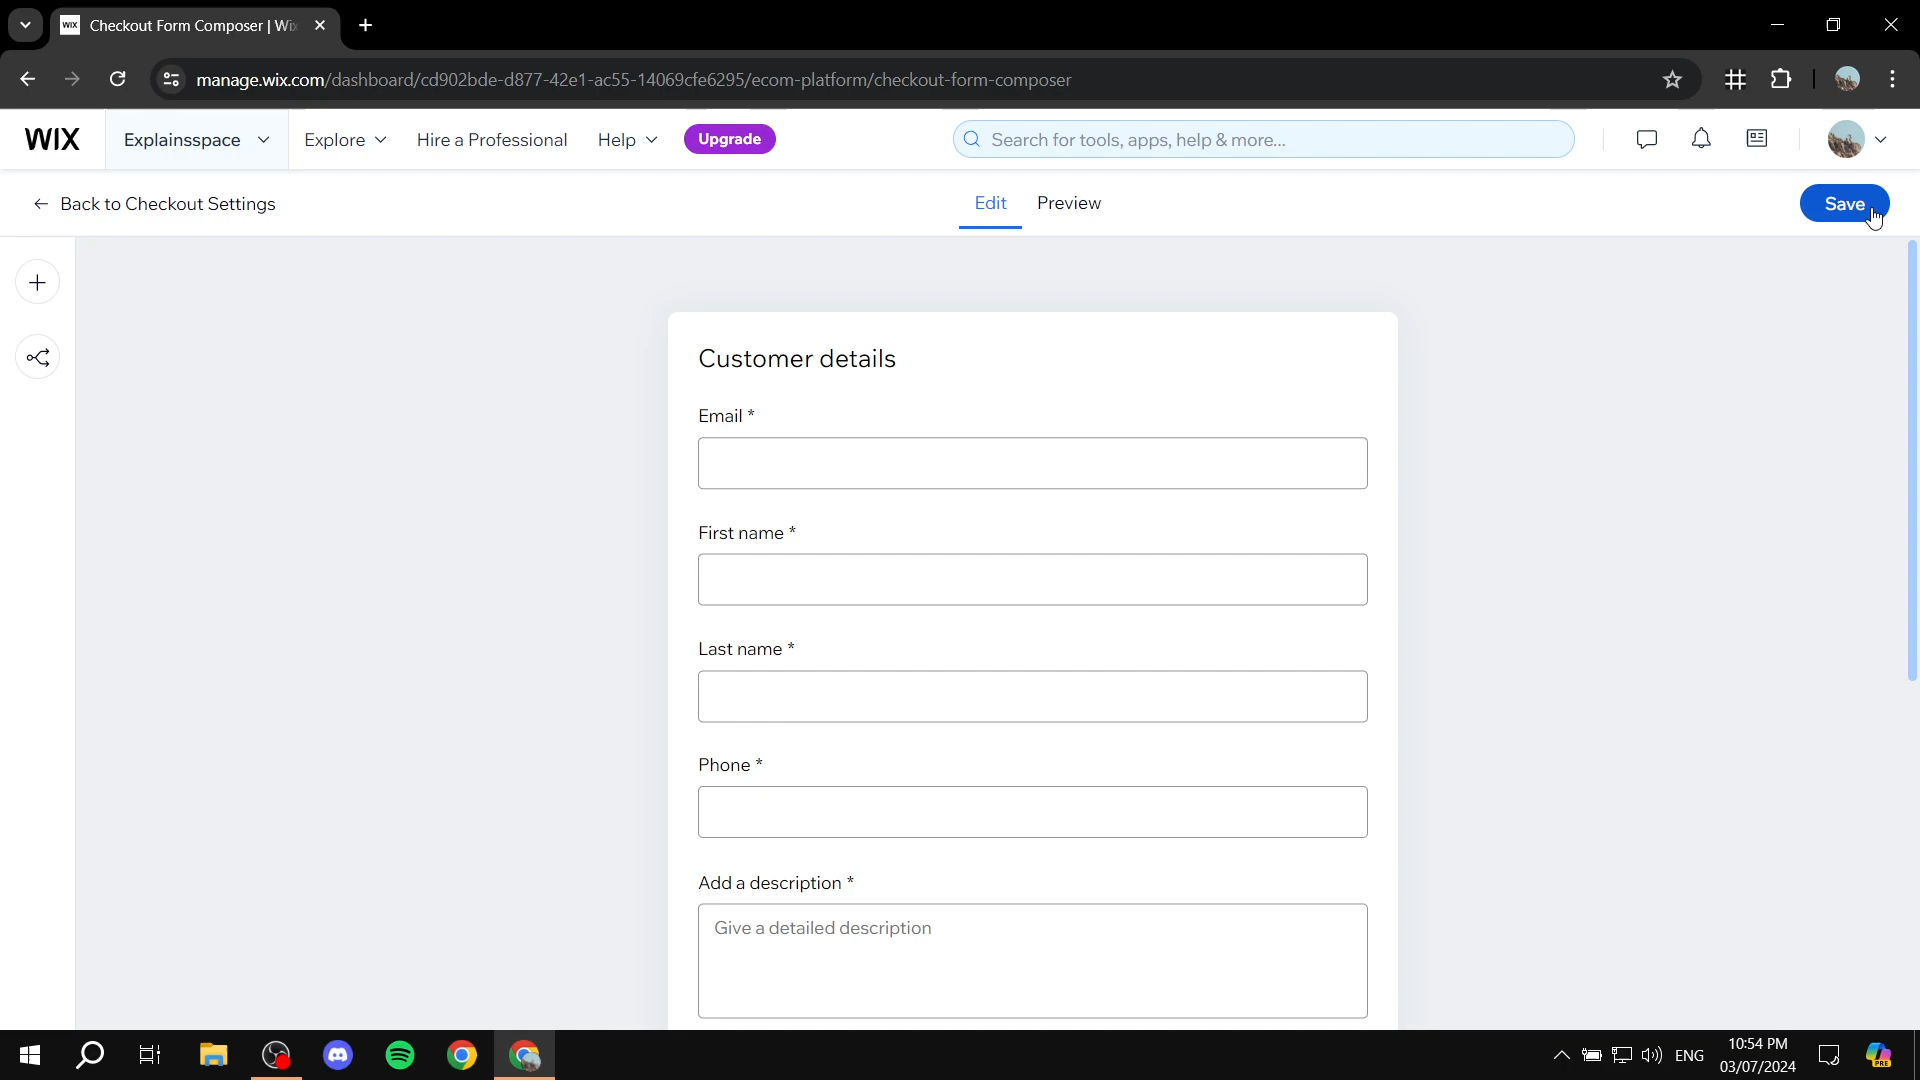 WIX Checkout Form Composer | Wix
manage.wix.com/dashboard/cd902bde-d877-42e1-ac55-14069cfe6295/ecom-platform/checkout-form-composer
WIX Explainsspace Explore Hire a Professional Help Upgrade Search for tools, apps, help & more...
Back to Checkout Settings Edit Preview Save
Customer details
Email *
First name *
Last name *
Phone *
Add a description *
Give a detailed description
ENG 10:54 PM
03/07/2024
PRE